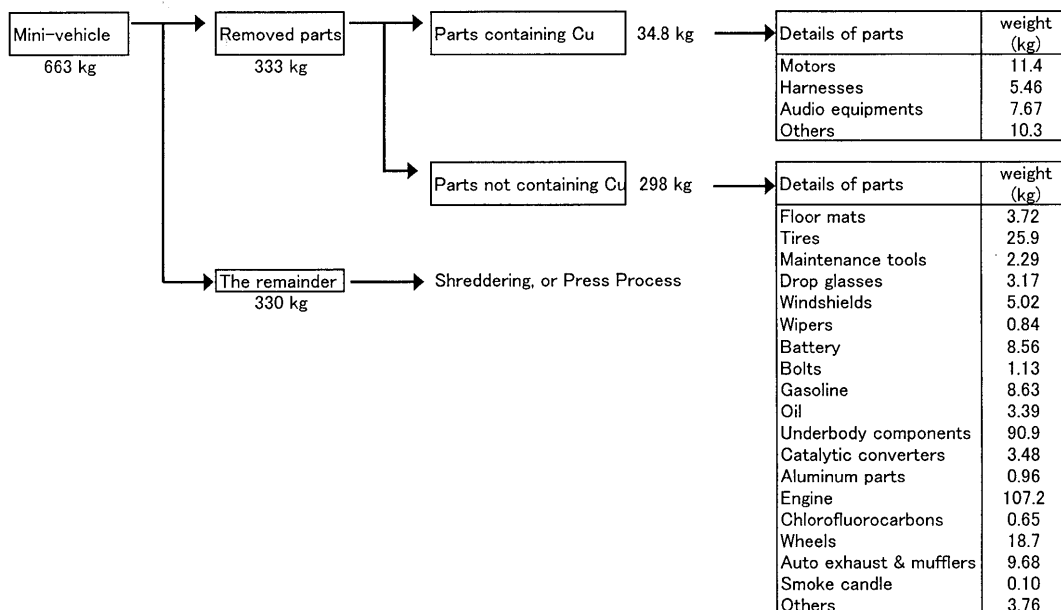 Mini-vehicle
663 kg
Removed parts
333 kg
Parts containing Cu 34.8 kg
Details of parts weight (kg)
Motors 11.4
Harnesses 5.46
Audio equipments 7.67
Others 10.3
Parts not containing Cu 298 kg
Details of parts weight (kg)
Floor mats 3.72
Tires 25.9
Maintenance tools 2.29
Drop glasses 3.17
Windshields 5.02
Wipers 0.84
Battery 8.56
Bolts 1.13
Gasoline 8.63
Oil 3.39
Underbody components 90.9
Catalytic converters 3.48
Aluminum parts 0.96
Engine 107.2
Chlorofluorocarbons 0.65
Wheels 18.7
Auto exhaust & mufflers 9.68
Smoke candle 0.10
Others 3.76
The remainder
330 kg
Shreddering, or Press Process